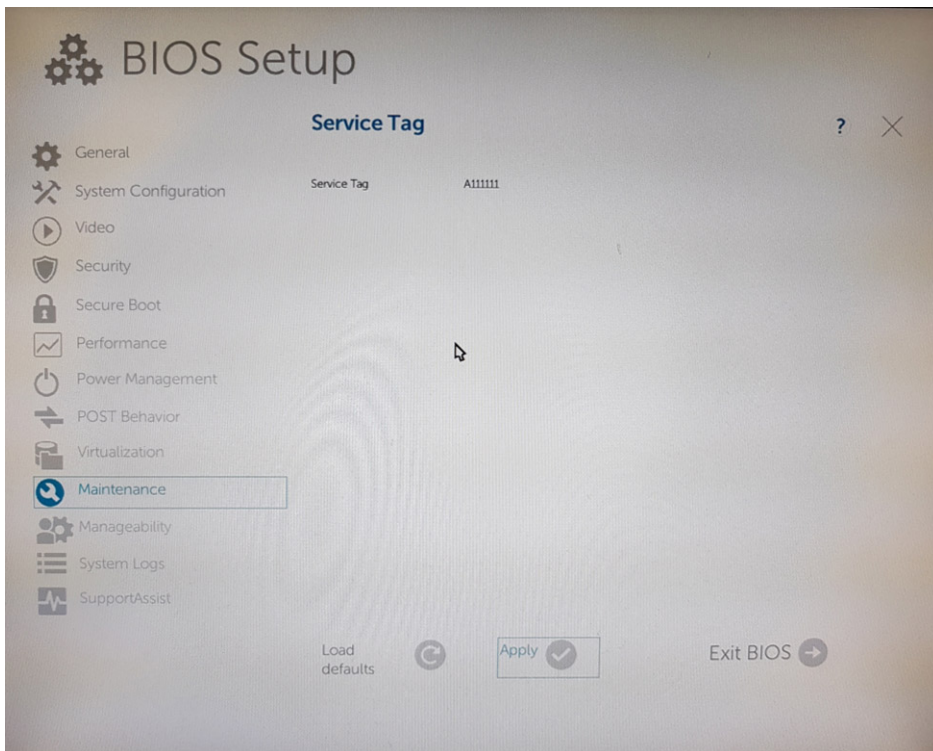 BIOS Setup
Service Tag
?
General
System Configuration
Service Tag A111111
Video
Security
Secure Boot
Performance
Power Management
POST Behavior
Virtualization
Maintenance
Manageability
System Logs
SupportAssist
Load
defaults
Apply
Exit BIOS